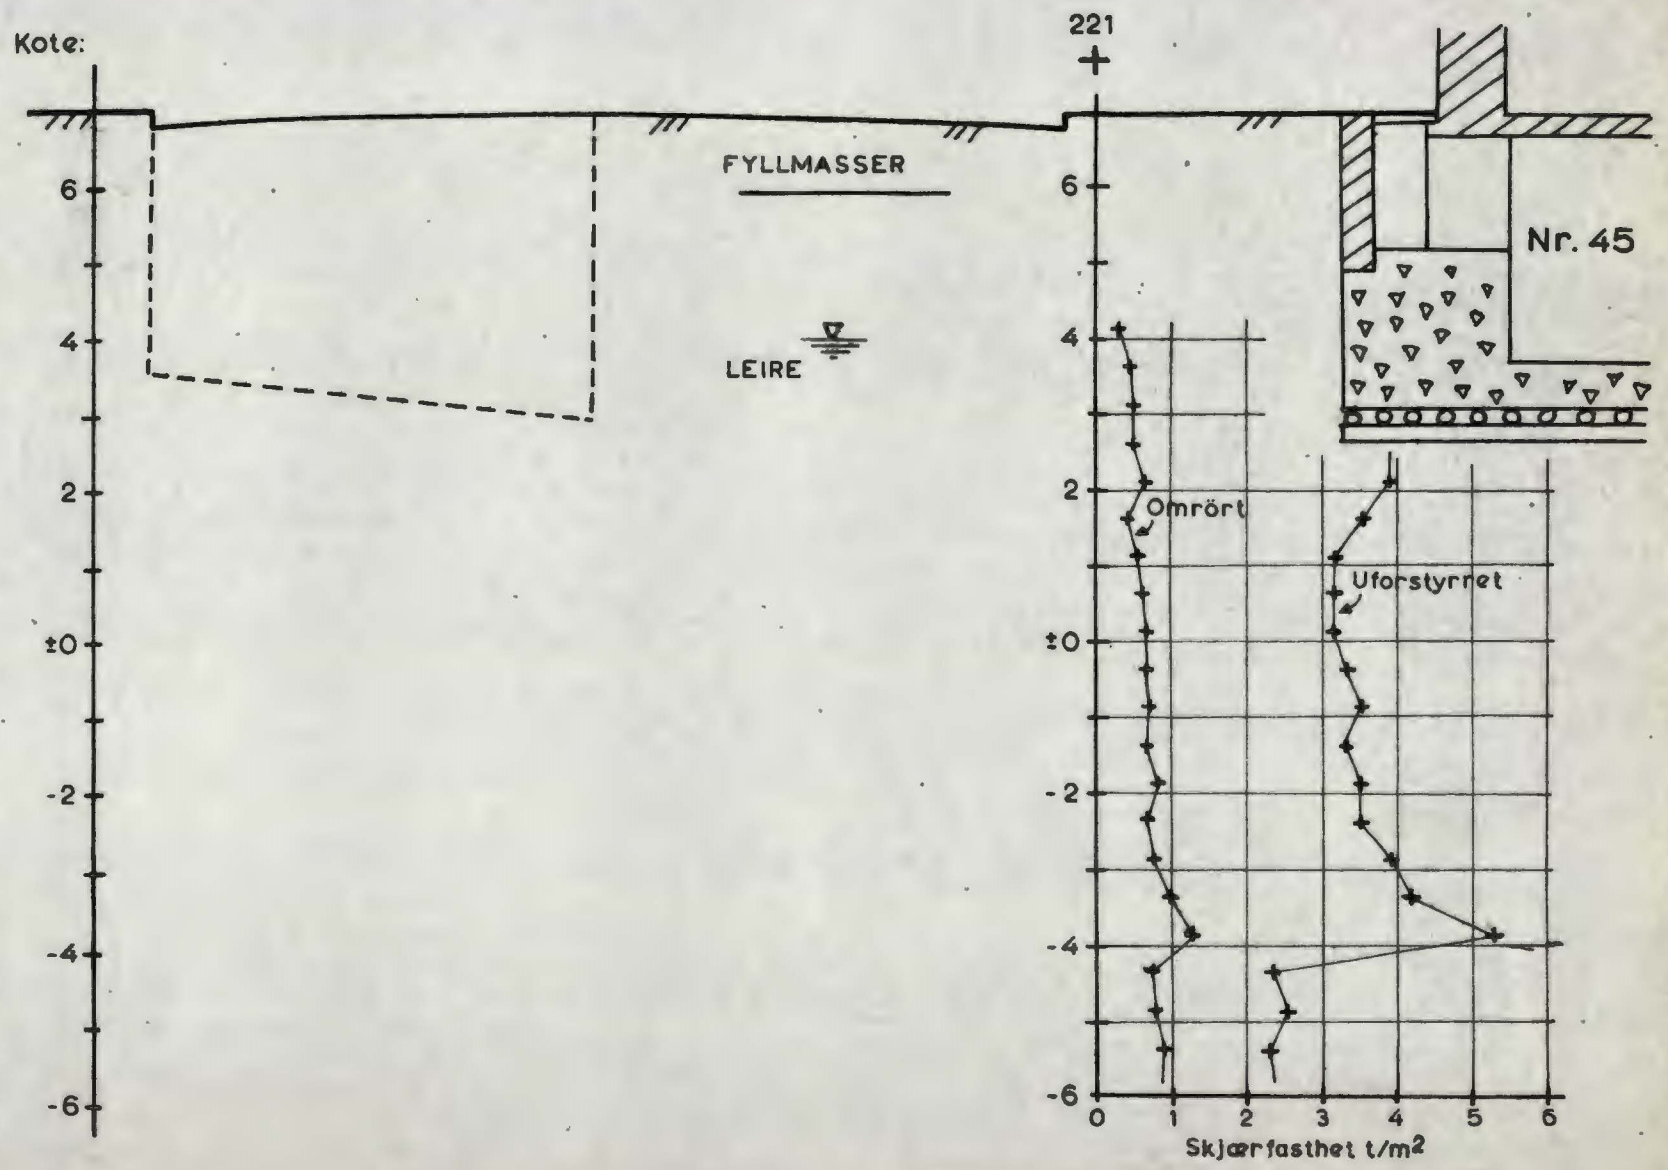 Kote:
221
FYLLMASSER
6
6
Nr. 45
4
4
LEIRE
2
2
Omrört
Uforstyrret
±0
±0
-2
-2
-4
-4
-6
-6
0 1 2 3 4 5 6
Skjærfasthet t/m²